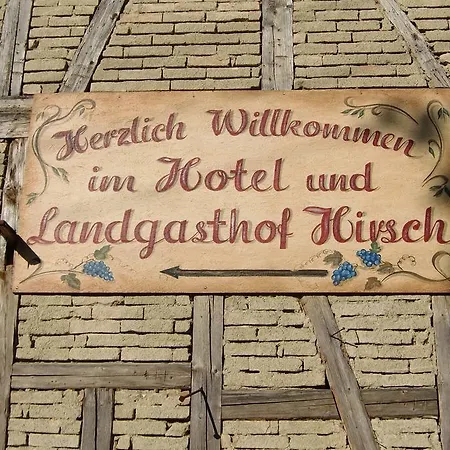 Herzlich Willkommen
im Hotel und
Landgasthof Hirsch